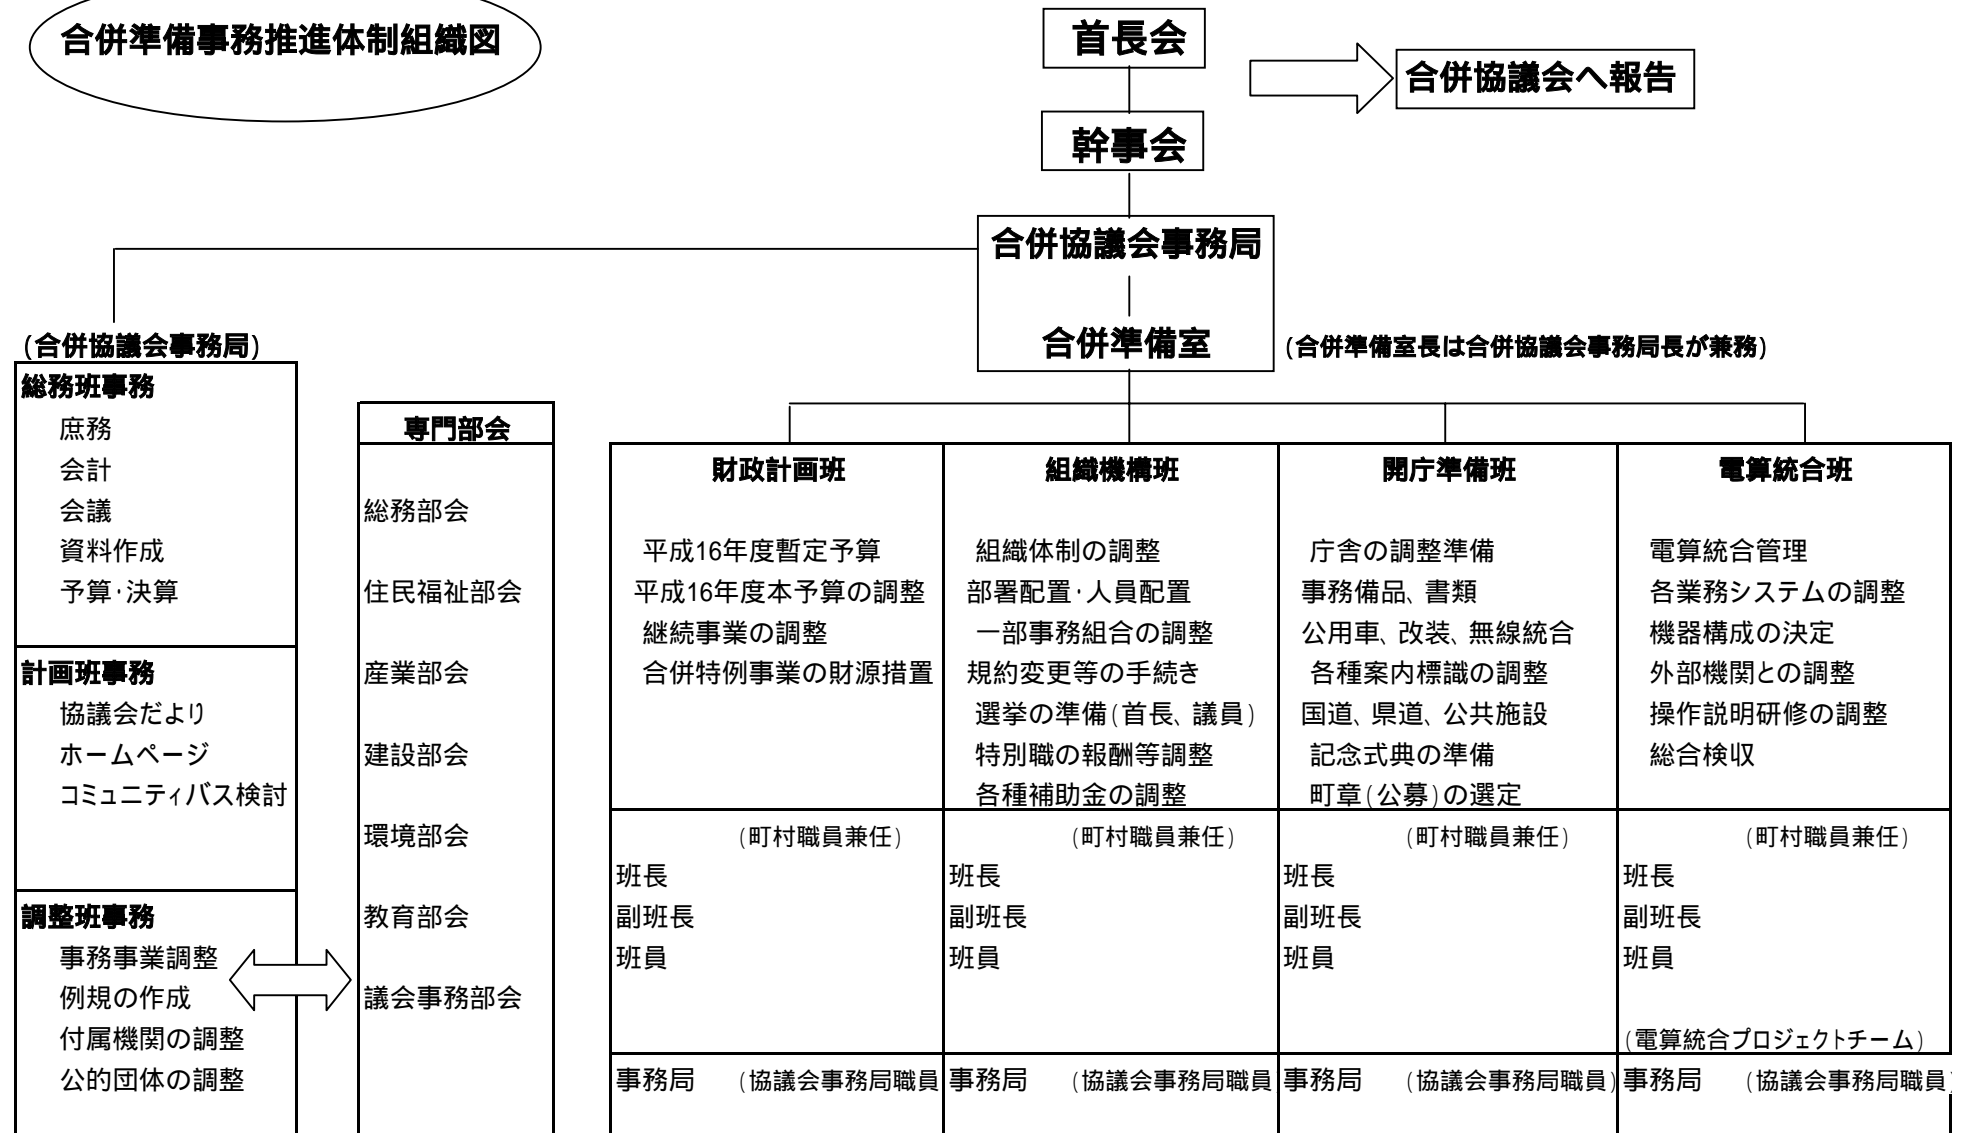 合併準備事務推進体制組織図
首長会
合併協議会へ報告
幹事会
合併協議会事務局
合併準備室
(合併準備室長は合併協議会事務局長が兼務)
(合併協議会事務局)
総務班事務
庶務
会計
会議
資料作成
予算・決算
計画班事務
協議会だより
ホームページ
コミュニティバス検討
調整班事務
事務事業調整
例規の作成
付属機関の調整
公的団体の調整
専門部会
総務部会
住民福祉部会
産業部会
建設部会
環境部会
教育部会
議会事務部会
財政計画班
平成16年度暫定予算
平成16年度本予算の調整
継続事業の調整
合併特例事業の財源措置
(町村職員兼任)
班長
副班長
班員
事務局 (協議会事務局職員
組織機構班
組織体制の調整
部署配置・人員配置
一部事務組合の調整
規約変更等の手続き
選挙の準備(首長、議員)
特別職の報酬等調整
各種補助金の調整
(町村職員兼任)
班長
副班長
班員
事務局 (協議会事務局職員
開庁準備班
庁舎の調整準備
事務備品、書類
公用車、改装、無線統合
各種案内標識の調整
国道、県道、公共施設
記念式典の準備
町章(公募)の選定
(町村職員兼任)
班長
副班長
班員
事務局 (協議会事務局職員)
電算統合班
電算統合管理
各業務システムの調整
機器構成の決定
外部機関との調整
操作説明研修の調整
総合検収
(町村職員兼任)
班長
副班長
班員
(電算統合プロジェクトチーム)
事務局 (協議会事務局職員)